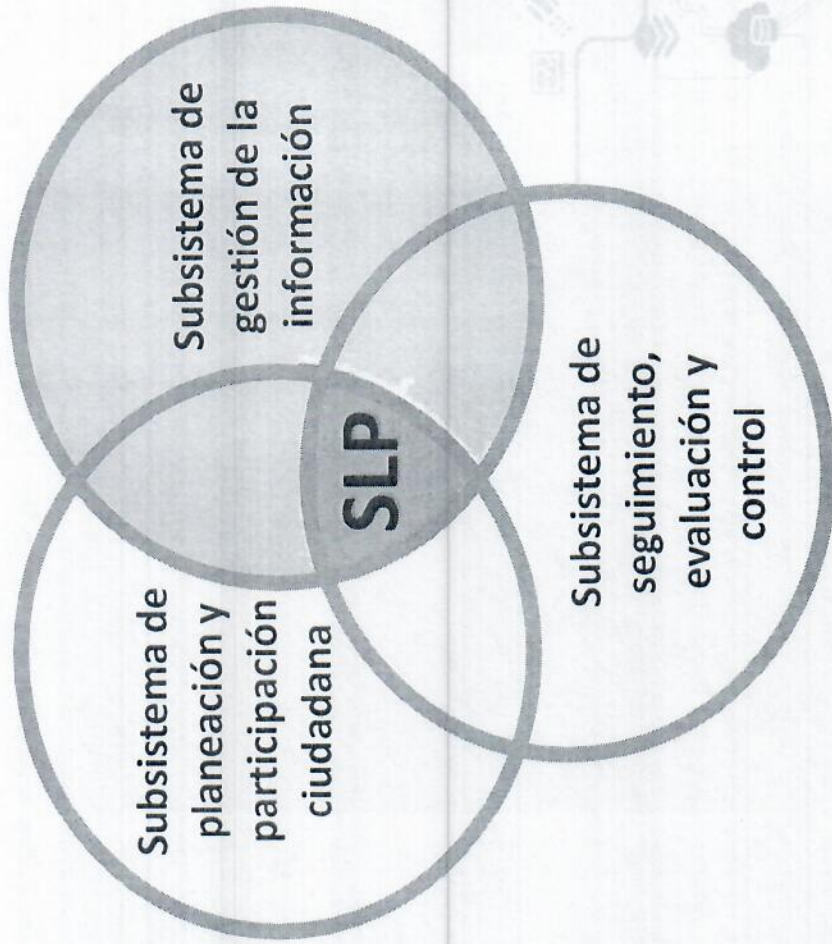 Subsistema de
planeación y
participación
ciudadana
Subsistema de
gestión de la
información
SLP
Subsistema de
seguimiento,
evaluación y
control